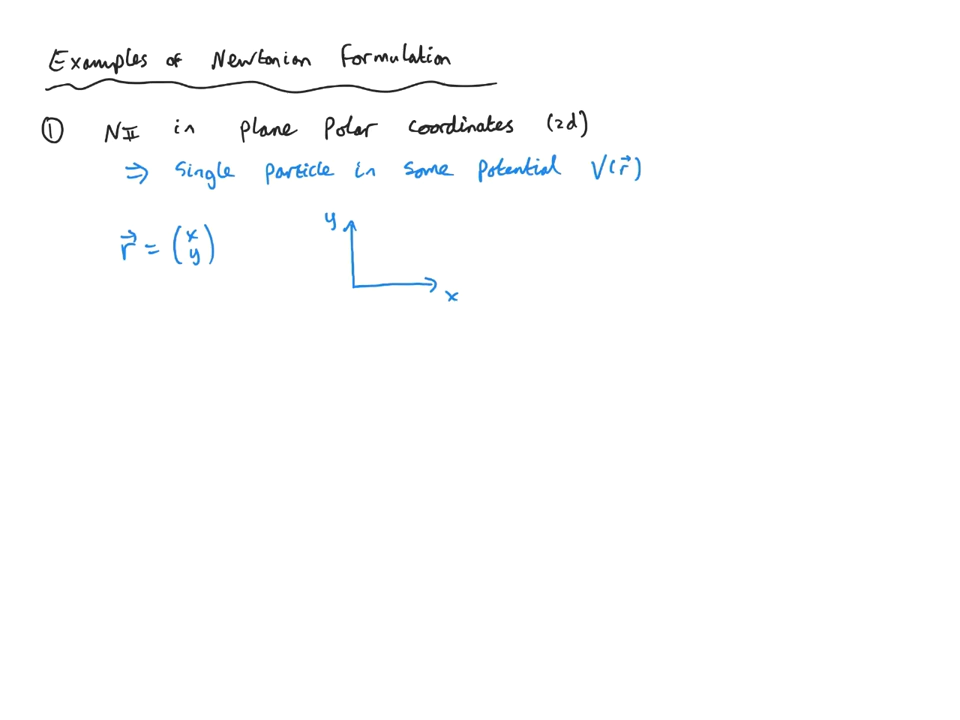 Examples of Newtonian Formulation
① NII in plane polar coordinates (2d)
⇒ Single particle in some potential V(r⃗)
r⃗ = (x y)
y
x